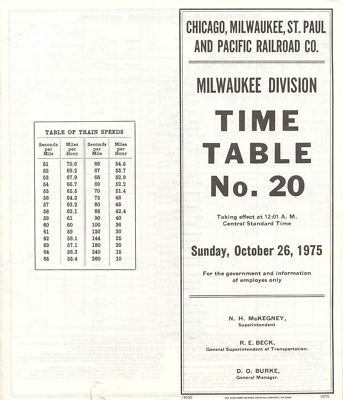 TABLE OF TRAIN SPEEDS
Seconds per Mile Miles per Hour Seconds per Mile Miles per Hour
51 70.6 66 54.5
52 69.2 67 53.7
53 67.9 68 52.9
54 66.7 69 52.2
55 65.5 70 51.4
56 64.3 75 48
57 63.2 80 45
58 62.1 85 42.4
59 61 90 40
60 60 100 36
61 59 120 30
62 58.1 144 25
63 57.1 180 20
64 56.3 240 15
65 55.4 360 10
CHICAGO, MILWAUKEE, ST. PAUL
AND PACIFIC RAILROAD CO.
MILWAUKEE DIVISION
TIME
TABLE
No. 20
Taking effect at 12:01 A. M.
Central Standard Time
Sunday, October 26, 1975
For the government and information
of employes only
N. H. McKEGNEY,
Superintendent
R. E. BECK,
General Superintendent of Transportation.
D. O. BURKE,
General Manager.